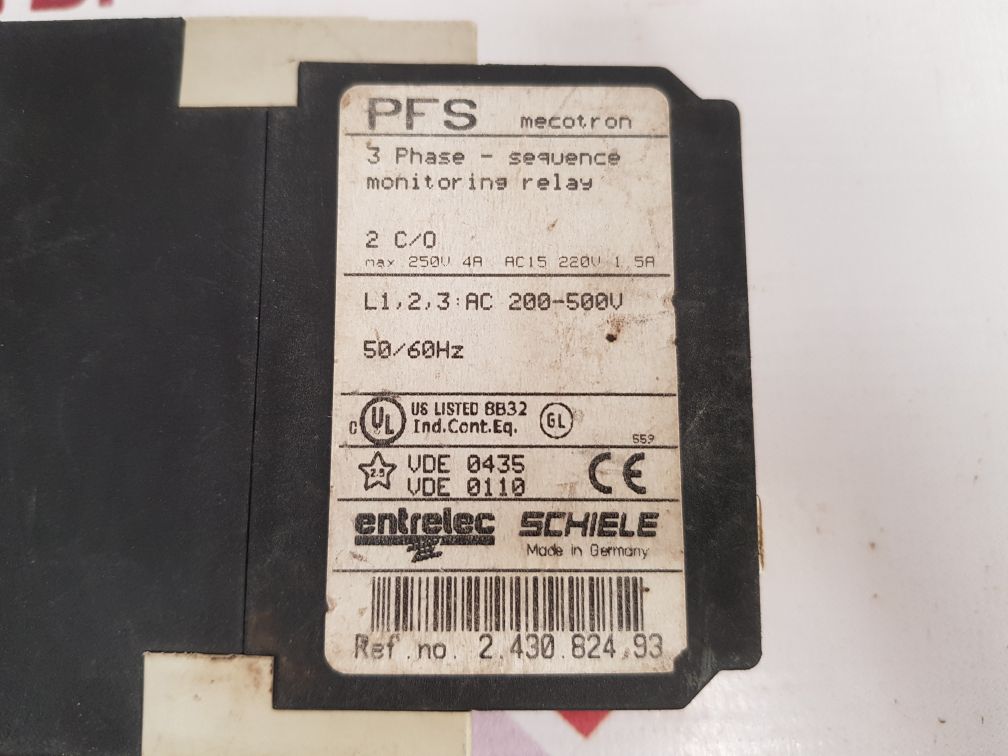 PFS mecotron
3 Phase - sequence
monitoring relay
2 C/O
max 250V 4A AC15 220V 1,5A
L1,2,3:AC 200-500V
50/60Hz
C UL US LISTED 8B32
Ind.Cont.Eq. GL
559
VDE 0435
VDE 0110 CE
entrelec SCHIELE
Made in Germany
Ref.no. 2.430.824.93